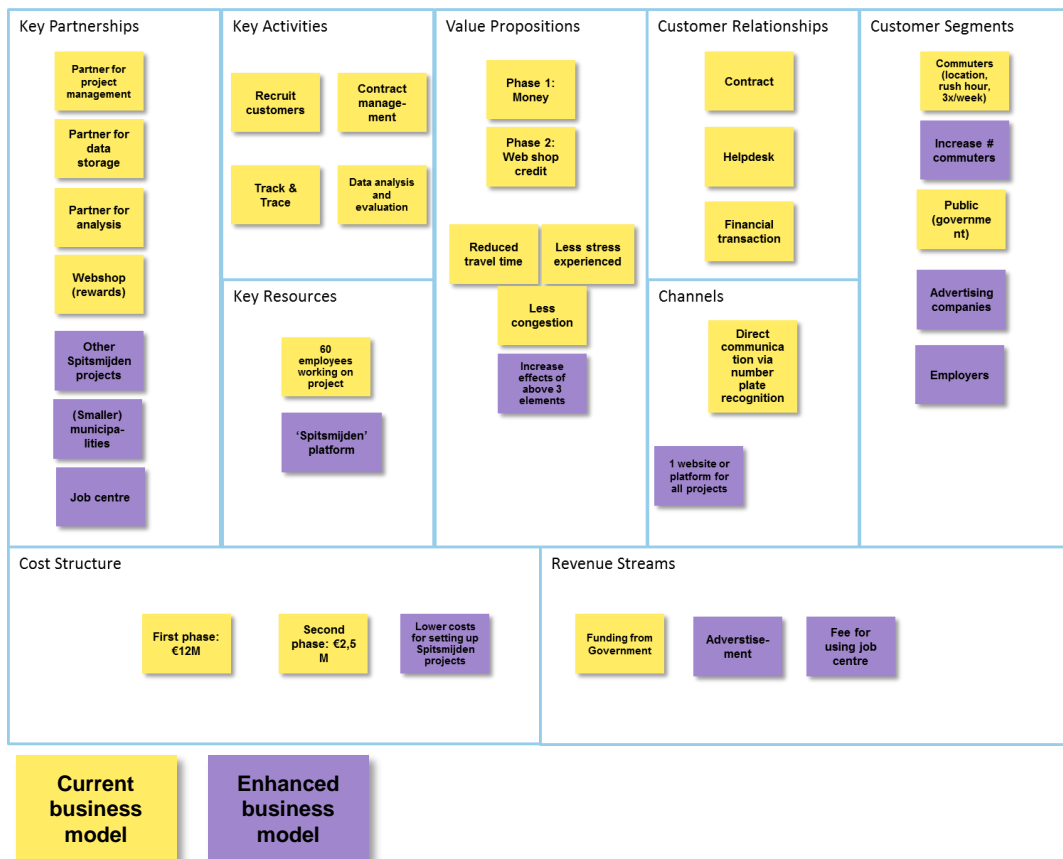 Key Partnerships
Partner for
project
management
Partner for
data
storage
Partner for
analysis
Webshop
(rewards)
Other
Spitsmijden
projects
(Smaller)
municipa-
lities
Job centre
Key Activities
Recruit
customers
Contract
manage-
ment
Track &
Trace
Data analysis
and
evaluation
Key Resources
60
employees
working on
project
‘Spitsmijden’
platform
Value Propositions
Phase 1:
Money
Phase 2:
Web shop
credit
Reduced
travel time
Less stress
experienced
Less
congestion
Increase
effects of
above 3
elements
Customer Relationships
Contract
Helpdesk
Financial
transaction
Channels
Direct
communica
tion via
number
plate
recognition
1 website or
platform for
all projects
Customer Segments
Commuters
(location,
rush hour,
3x/week)
Increase #
commuters
Public
(governme
nt)
Advertising
companies
Employers
Cost Structure
First phase:
€12M
Second
phase: €2,5
M
Lower costs
for setting up
Spitsmijden
projects
Revenue Streams
Funding from
Government
Adverstise-
ment
Fee for
using job
centre
Current
business
model
Enhanced
business
model